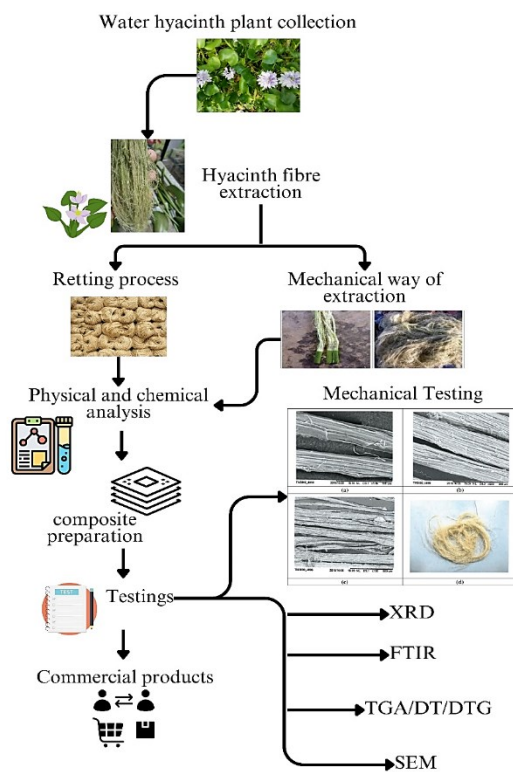 Water hyacinth plant collection
Hyacinth fibre
extraction
Retting process
Mechanical way of
extraction
Physical and chemical
analysis
Mechanical Testing
(a)
(b)
(c)
(d)
composite
preparation
TEST
Testings
XRD
FTIR
Commercial products
TGA/DT/DTG
SEM